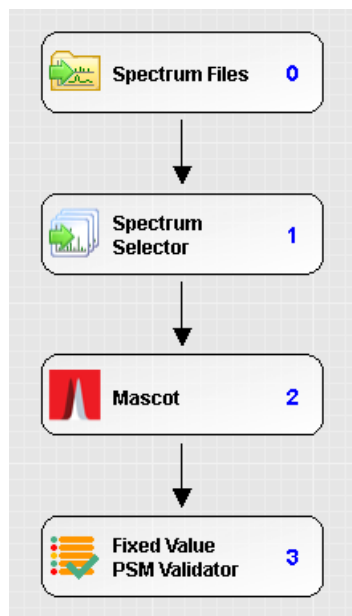 Spectrum Files 0
Spectrum
Selector 1
Mascot 2
Fixed Value
PSM Validator 3